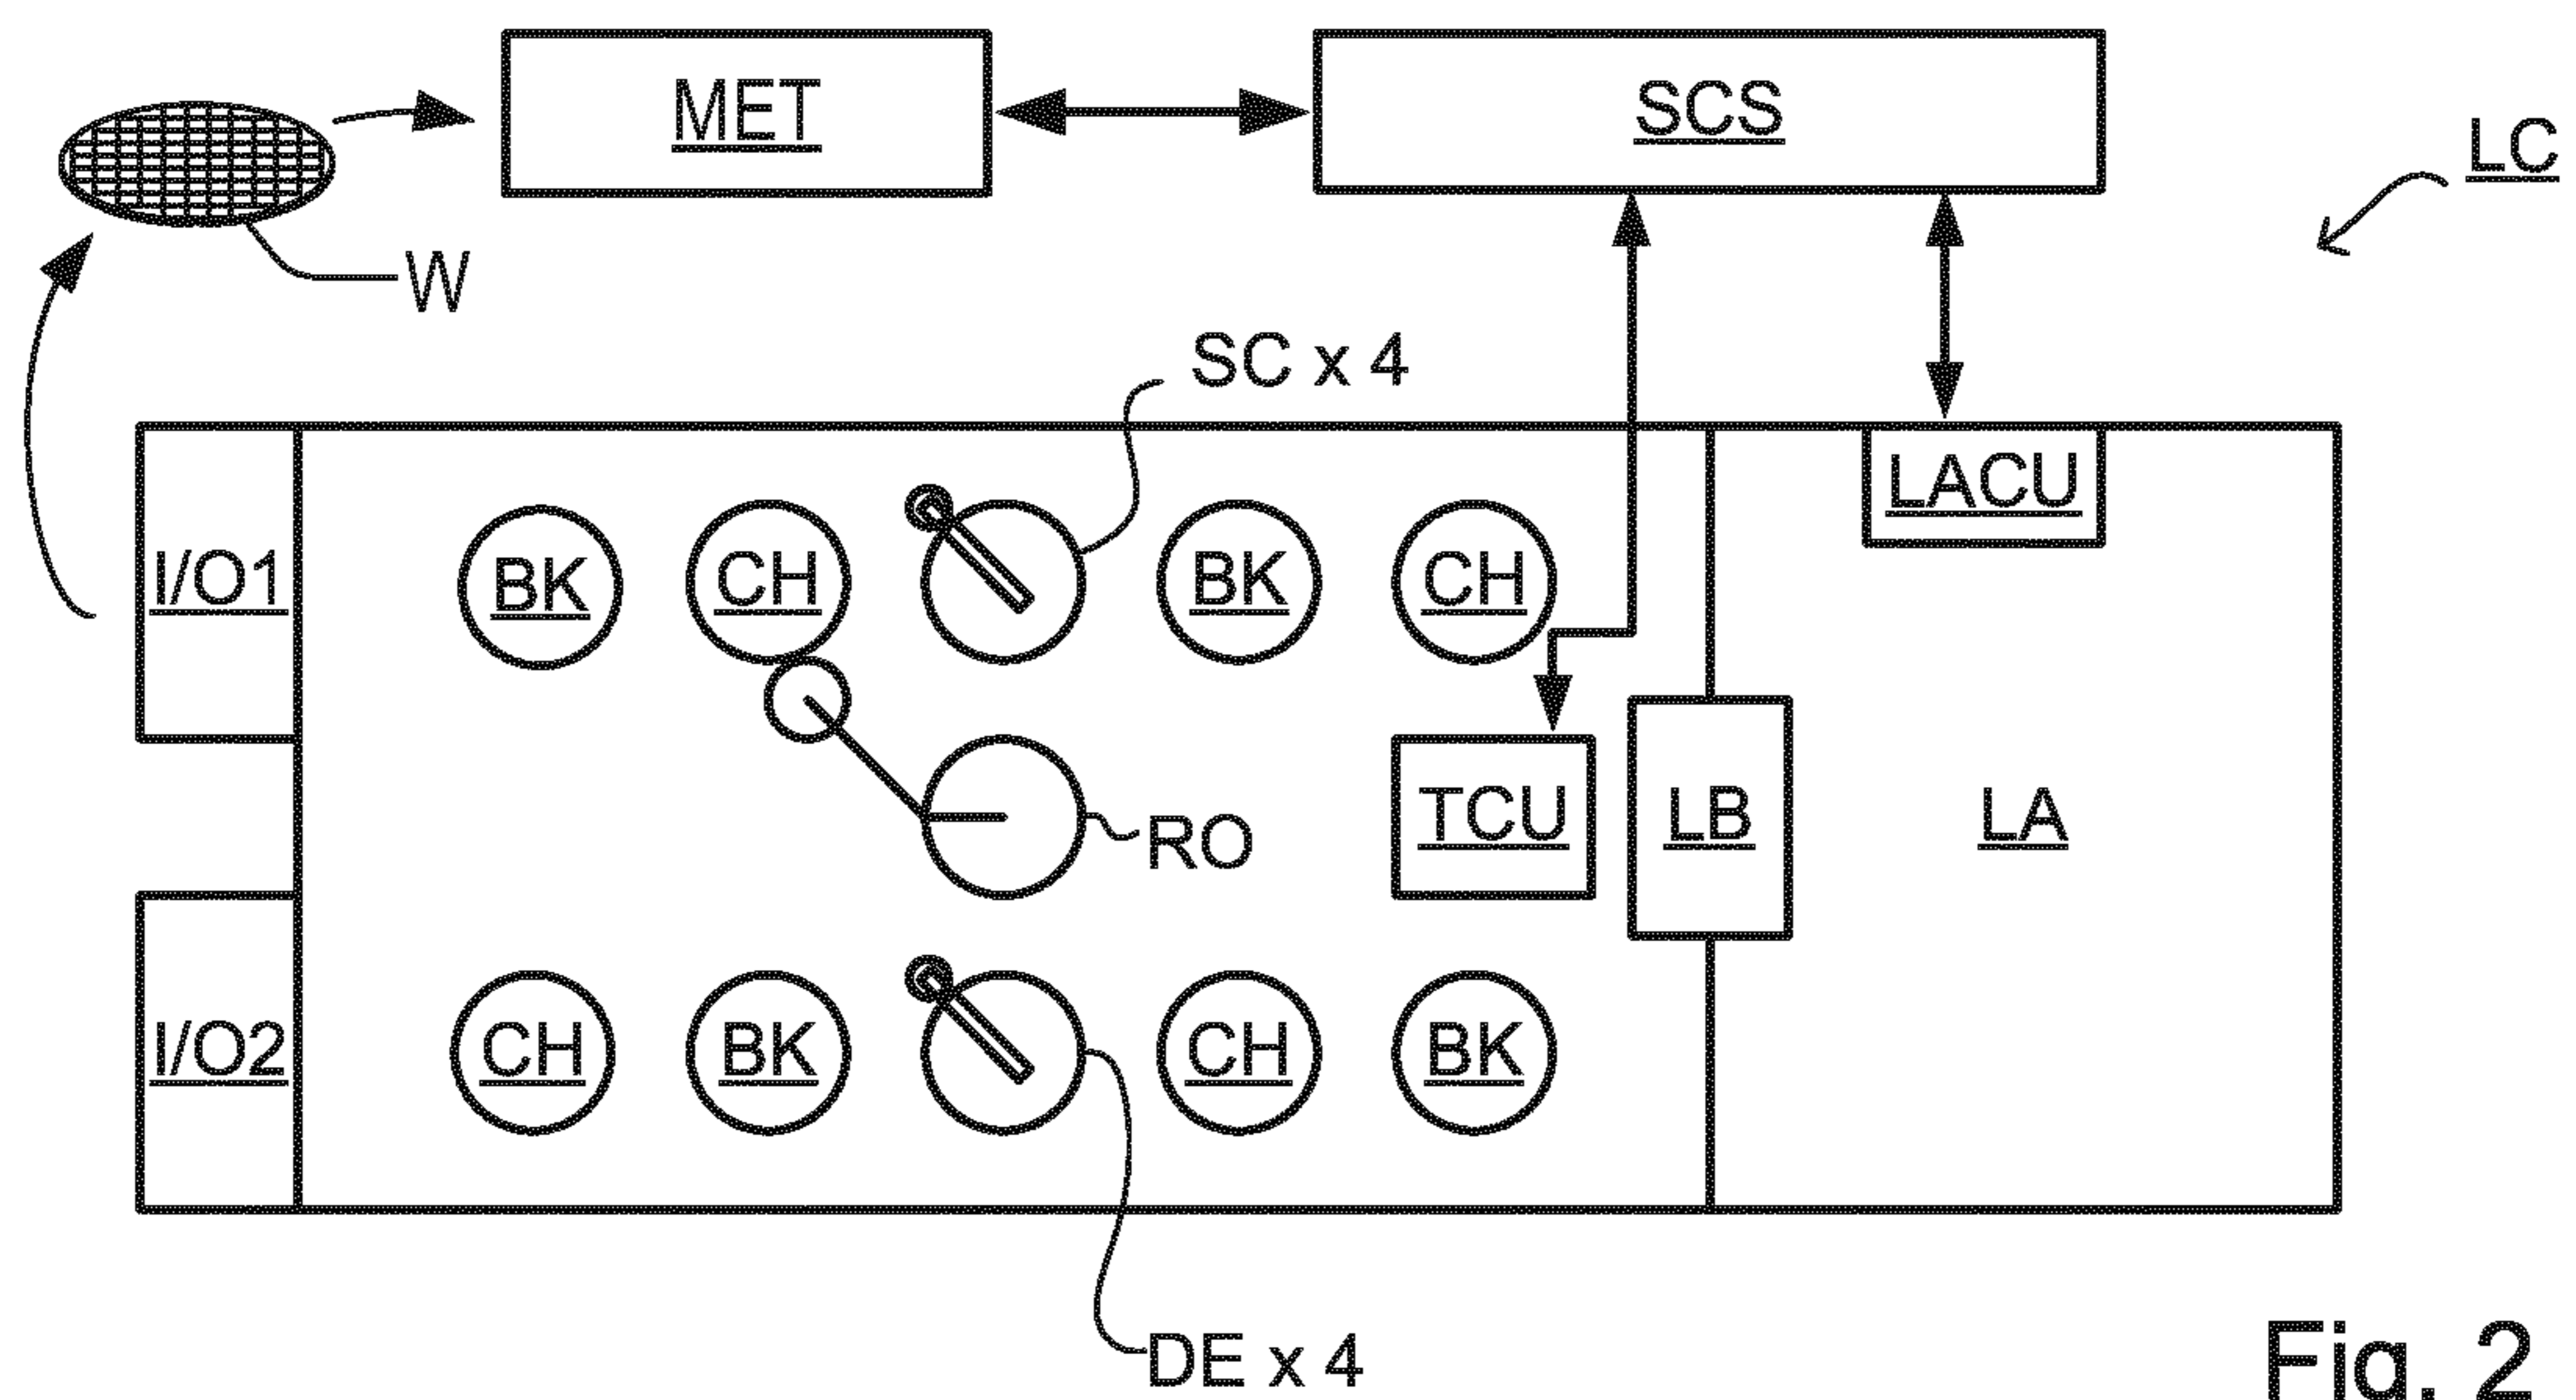 MET
SCS
LC
W
SC x 4
LACU
I/O1
BK
CH
BK
CH
RO
TCU
LB
LA
I/O2
CH
BK
CH
BK
DE x 4
Fig. 2